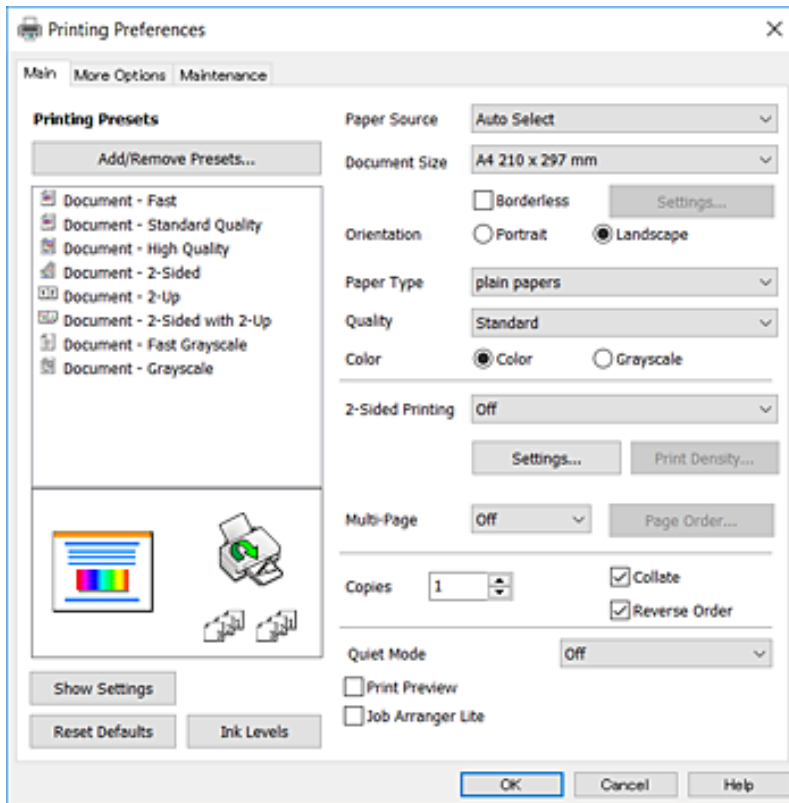 Printing Preferences
Main More Options Maintenance
Printing Presets
Add/Remove Presets...
Document - Fast
Document - Standard Quality
Document - High Quality
Document - 2-Sided
Document - 2-Up
Document - 2-Sided with 2-Up
Document - Fast Grayscale
Document - Grayscale
Show Settings
Reset Defaults Ink Levels
Paper Source Auto Select
Document Size A4 210 x 297 mm
Borderless Settings...
Orientation Portrait Landscape
Paper Type plain papers
Quality Standard
Color Color Grayscale
2-Sided Printing Off
Settings... Print Density...
Multi-Page Off Page Order...
Copies 1 Collate
Reverse Order
Quiet Mode Off
Print Preview
Job Arranger Lite
OK Cancel Help